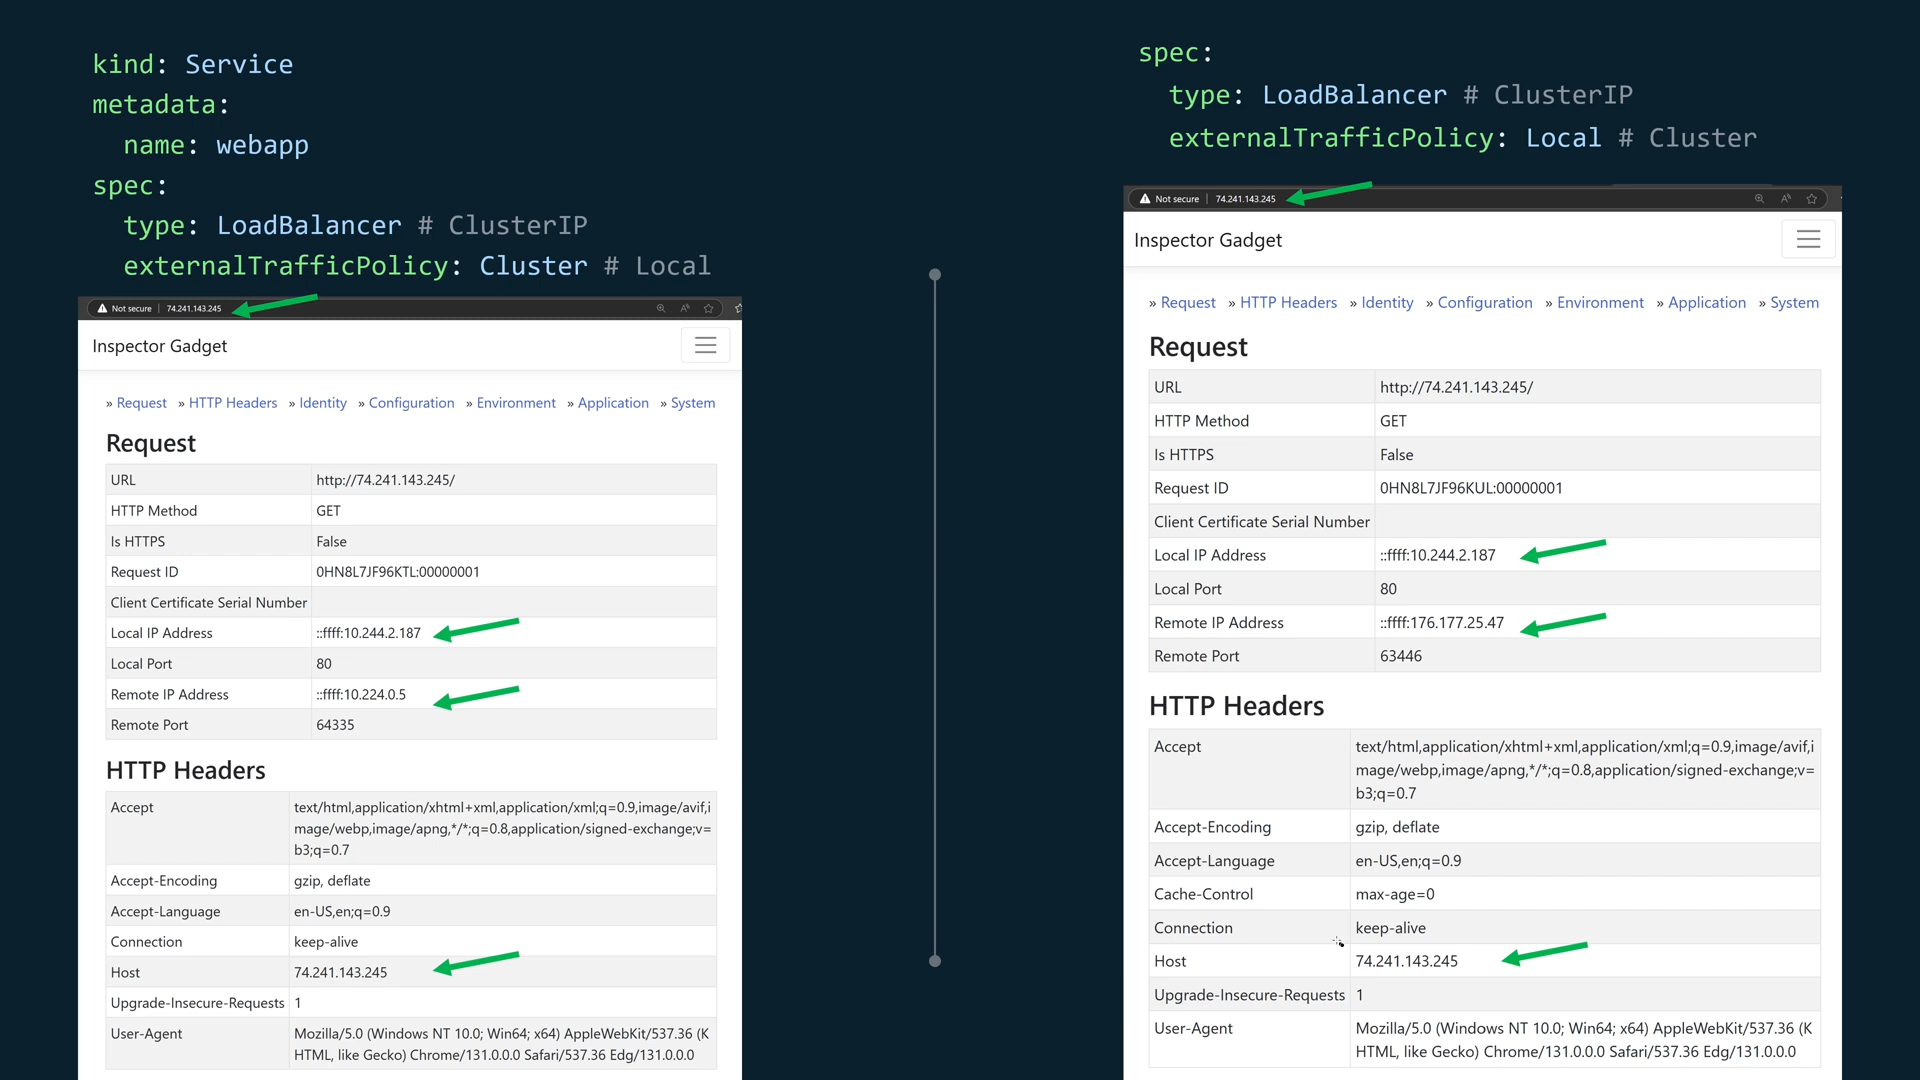 kind: Service
metadata:
name: webapp
spec:
type: LoadBalancer # ClusterIP
externalTrafficPolicy: Cluster # Local
Not secure | 74.241.143.245
Inspector Gadget
» Request » HTTP Headers » Identity » Configuration » Environment » Application » System
Request
URL http://74.241.143.245/
HTTP Method GET
Is HTTPS False
Request ID 0HN8L7JF96KTL:00000001
Client Certificate Serial Number
Local IP Address ::ffff:10.244.2.187
Local Port 80
Remote IP Address ::ffff:10.224.0.5
Remote Port 64335
HTTP Headers
Accept text/html,application/xhtml+xml,application/xml;q=0.9,image/avif,i
mage/webp,image/apng,*/*;q=0.8,application/signed-exchange;v=
b3;q=0.7
Accept-Encoding gzip, deflate
Accept-Language en-US,en;q=0.9
Connection keep-alive
Host 74.241.143.245
Upgrade-Insecure-Requests 1
User-Agent Mozilla/5.0 (Windows NT 10.0; Win64; x64) AppleWebKit/537.36 (K
HTML, like Gecko) Chrome/131.0.0.0 Safari/537.36 Edg/131.0.0.0
spec:
type: LoadBalancer # ClusterIP
externalTrafficPolicy: Local # Cluster
Not secure | 74.241.143.245
Inspector Gadget
» Request » HTTP Headers » Identity » Configuration » Environment » Application » System
Request
URL http://74.241.143.245/
HTTP Method GET
Is HTTPS False
Request ID 0HN8L7JF96KUL:00000001
Client Certificate Serial Number
Local IP Address ::ffff:10.244.2.187
Local Port 80
Remote IP Address ::ffff:176.177.25.47
Remote Port 63446
HTTP Headers
Accept text/html,application/xhtml+xml,application/xml;q=0.9,image/avif,i
mage/webp,image/apng,*/*;q=0.8,application/signed-exchange;v=
b3;q=0.7
Accept-Encoding gzip, deflate
Accept-Language en-US,en;q=0.9
Cache-Control max-age=0
Connection keep-alive
Host 74.241.143.245
Upgrade-Insecure-Requests 1
User-Agent Mozilla/5.0 (Windows NT 10.0; Win64; x64) AppleWebKit/537.36 (K
HTML, like Gecko) Chrome/131.0.0.0 Safari/537.36 Edg/131.0.0.0